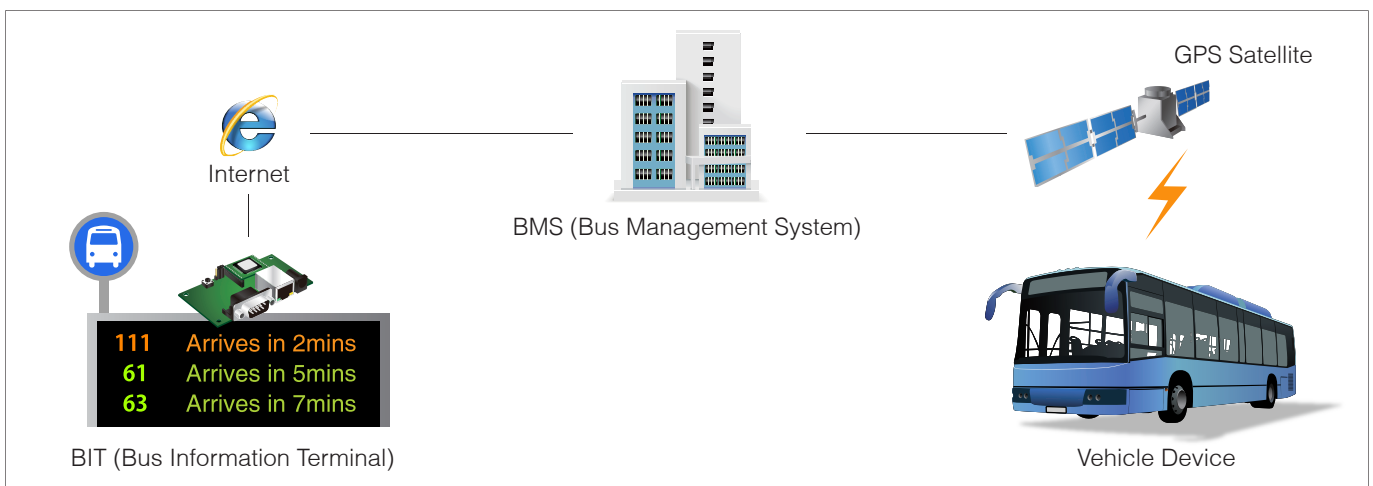 GPS Satellite
Internet
BMS (Bus Management System)
111 Arrives in 2mins
61 Arrives in 5mins
63 Arrives in 7mins
BIT (Bus Information Terminal)
Vehicle Device